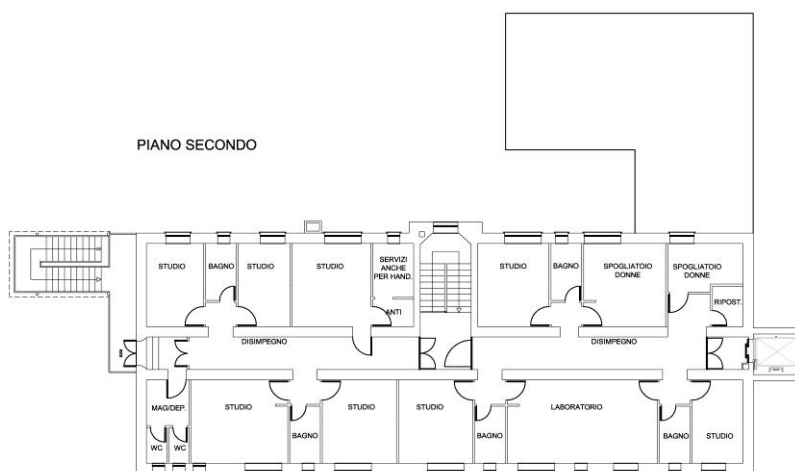 PIANO SECONDO
STUDIO
BAGNO
STUDIO
STUDIO
SERVIZI
ANCHE
PER HAND.
ANTI
STUDIO
BAGNO
SPOGLIATOIO
DONNE
SPOGLIATOIO
DONNE
RIPOST.
DISIMPEGNO
DISIMPEGNO
MAG/DEP.
WC
WC
STUDIO
BAGNO
STUDIO
STUDIO
BAGNO
LABORATORIO
BAGNO
STUDIO